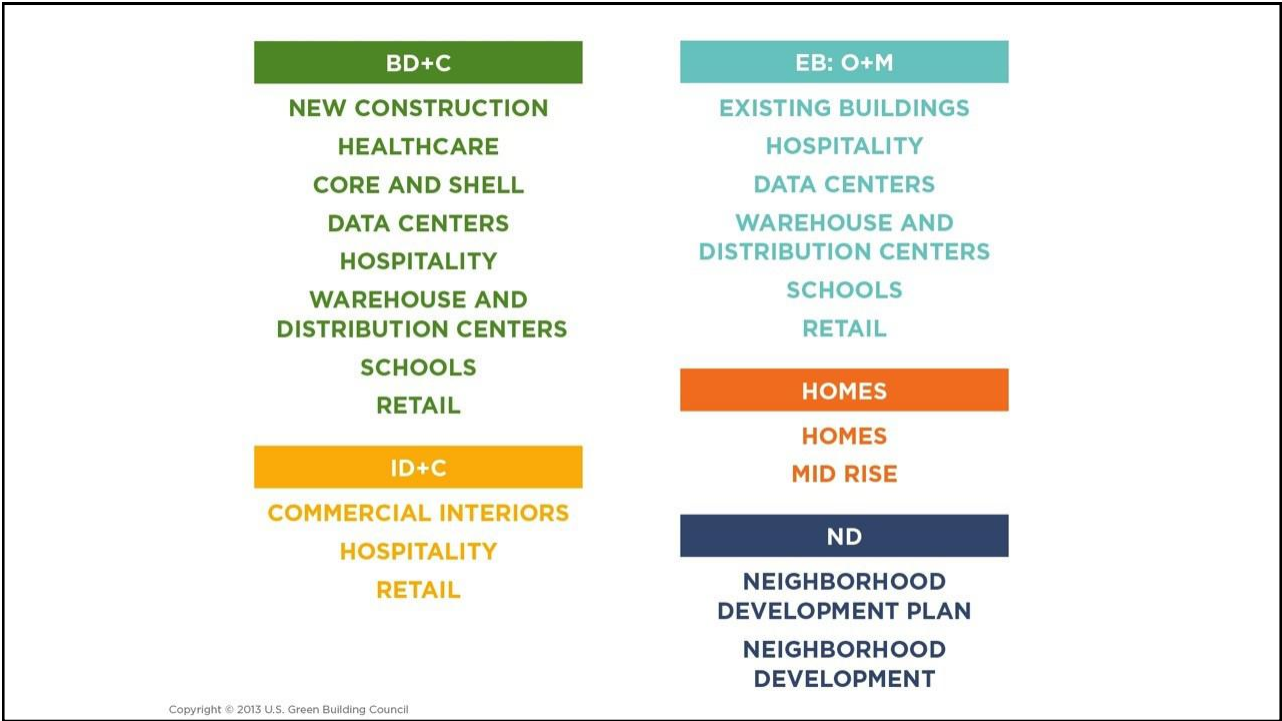 BD+C
NEW CONSTRUCTION
HEALTHCARE
CORE AND SHELL
DATA CENTERS
HOSPITALITY
WAREHOUSE AND
DISTRIBUTION CENTERS
SCHOOLS
RETAIL
ID+C
COMMERCIAL INTERIORS
HOSPITALITY
RETAIL
EB: O+M
EXISTING BUILDINGS
HOSPITALITY
DATA CENTERS
WAREHOUSE AND
DISTRIBUTION CENTERS
SCHOOLS
RETAIL
HOMES
HOMES
MID RISE
ND
NEIGHBORHOOD
DEVELOPMENT PLAN
NEIGHBORHOOD
DEVELOPMENT
Copyright © 2013 U.S. Green Building Council